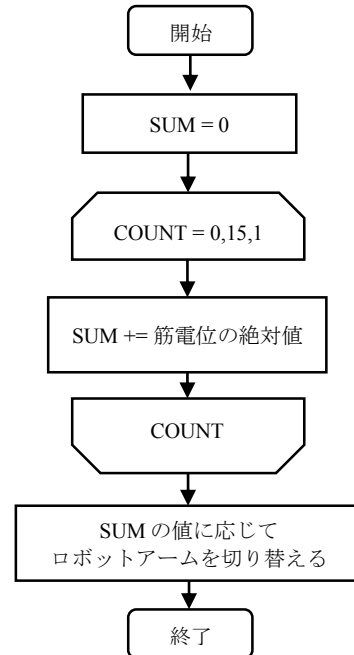 開始
SUM = 0
COUNT = 0,15,1
SUM += 筋電位の絶対値
COUNT
SUM の値に応じて
ロボットアームを切り替える
終了